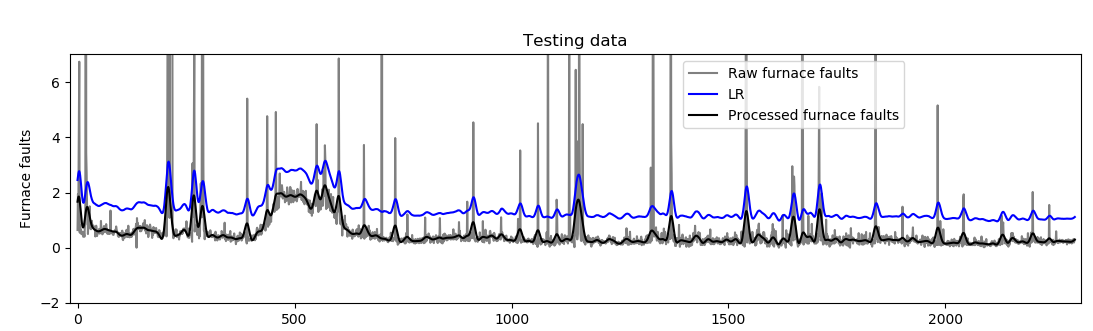 Testing data
Furnace faults
6
4
2
0
−2
Raw furnace faults
LR
Processed furnace faults
0
500
1000
1500
2000